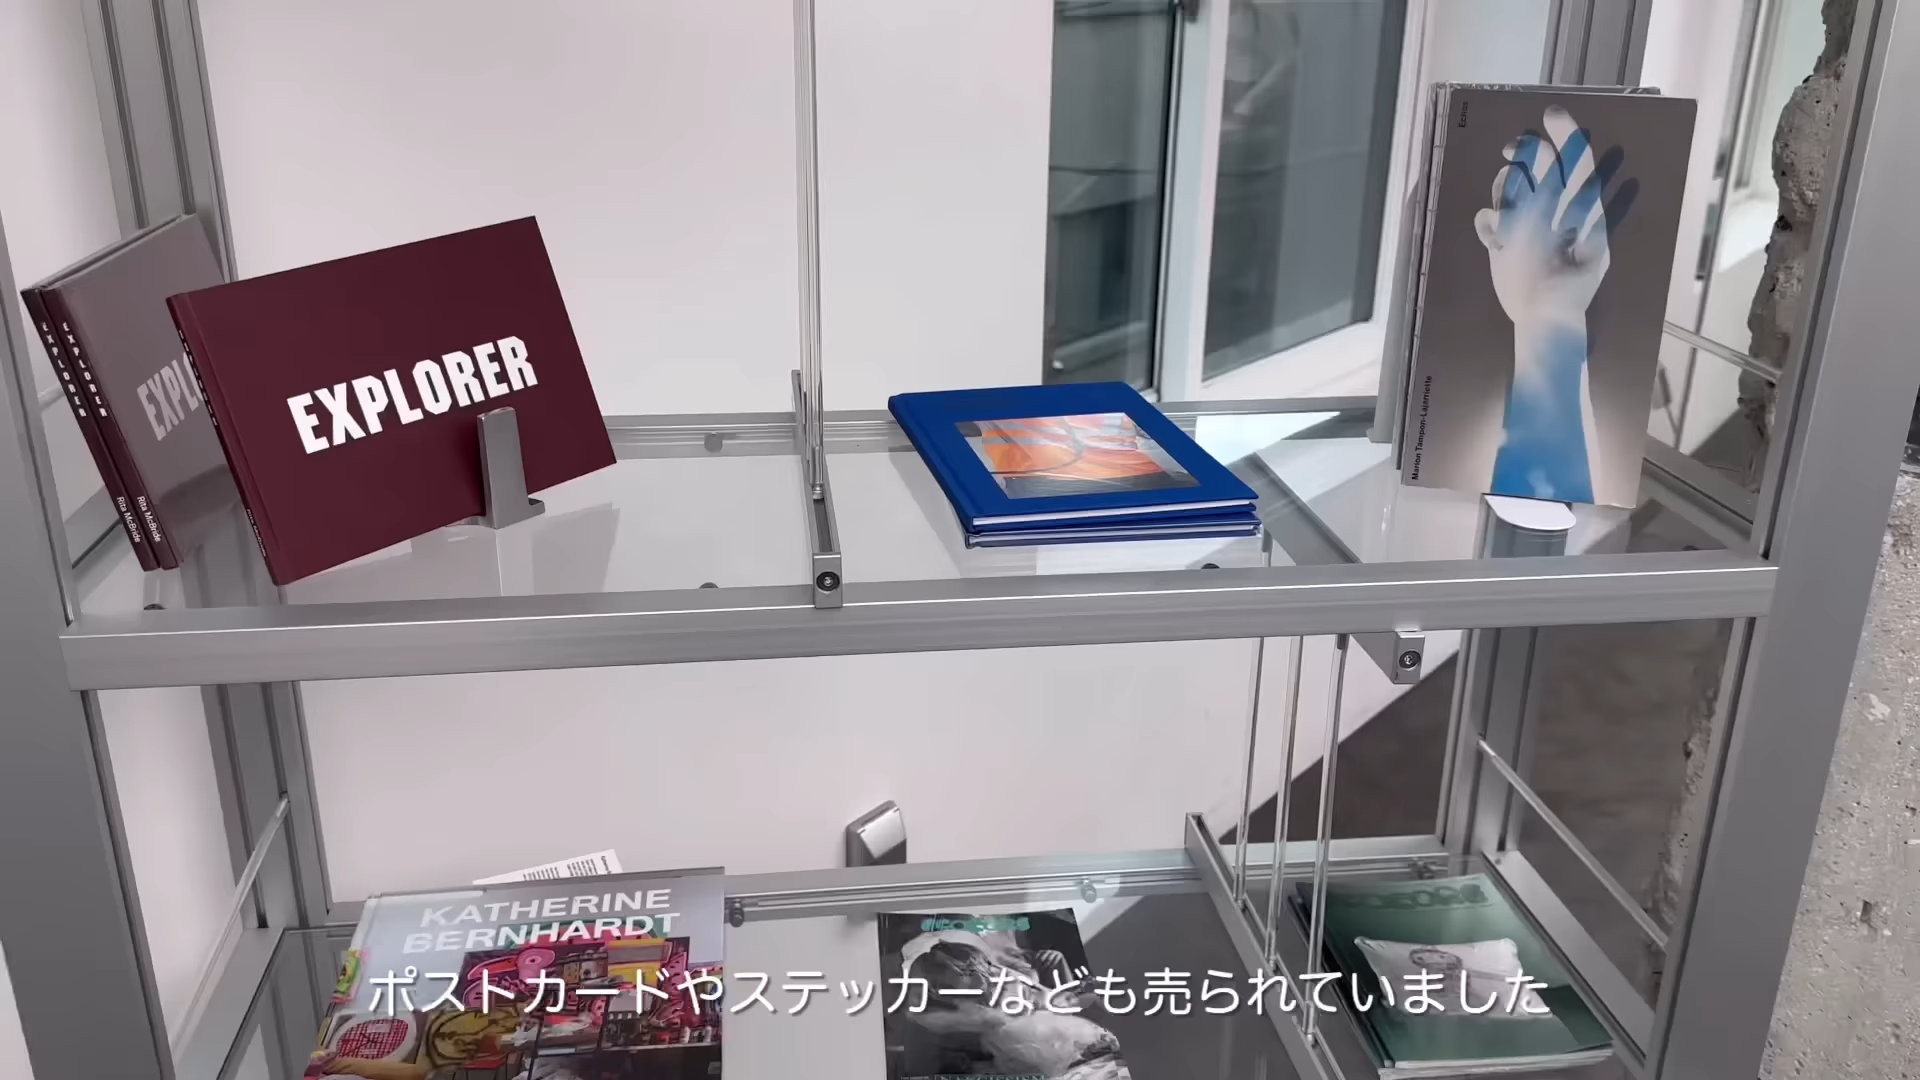 EXPLORER
EXPLORER
Rita McBride
Rita McBride
EXPL
EXPLORER
Echos
Marion Tampon-Lajarriette
KATHERINE
BERNHARDT
ポストカードやステッカーなども売られていました